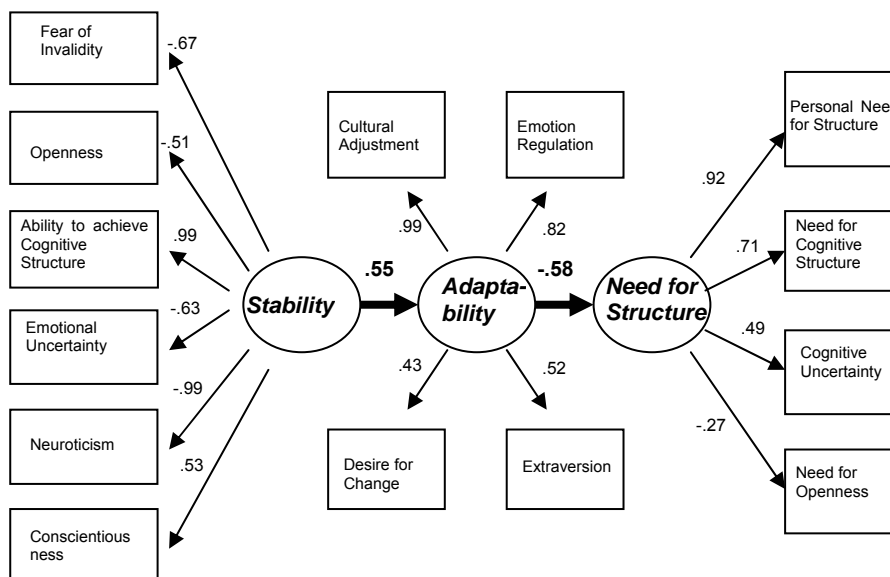 Fear of
Invalidity
-.67
Openness
-.51
Ability to achieve
Cognitive
Structure
.99
Emotional
Uncertainty
-.63
Neuroticism
-.99
Conscientious
ness
.53
Stability
.55
Cultural
Adjustment
.99
Emotion
Regulation
.82
Adapta-
bility
-.58
.43
Desire for
Change
.52
Extraversion
Need for
Structure
Personal Need
for Structure
.92
Need for
Cognitive
Structure
.71
Cognitive
Uncertainty
.49
Need for
Openness
-.27